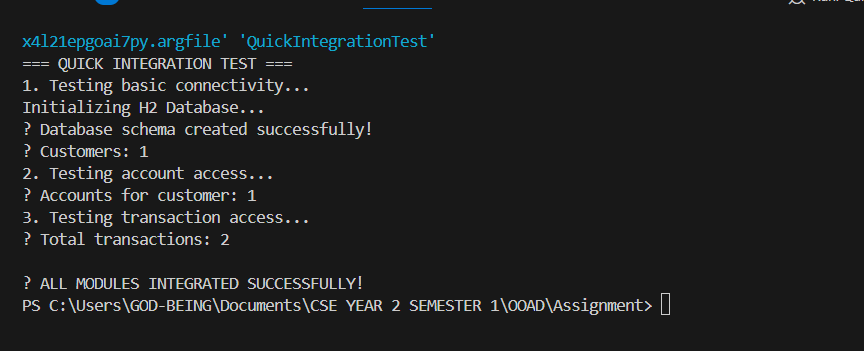 x4l21epgoai7py.argfile' 'QuickIntegrationTest'
=== QUICK INTEGRATION TEST ===
1. Testing basic connectivity...
Initializing H2 Database...
? Database schema created successfully!
? Customers: 1
2. Testing account access...
? Accounts for customer: 1
3. Testing transaction access...
? Total transactions: 2
? ALL MODULES INTEGRATED SUCCESSFULLY!
PS C:\Users\GOD-BEING\Documents\CSE YEAR 2 SEMESTER 1\OOAD\Assignment>